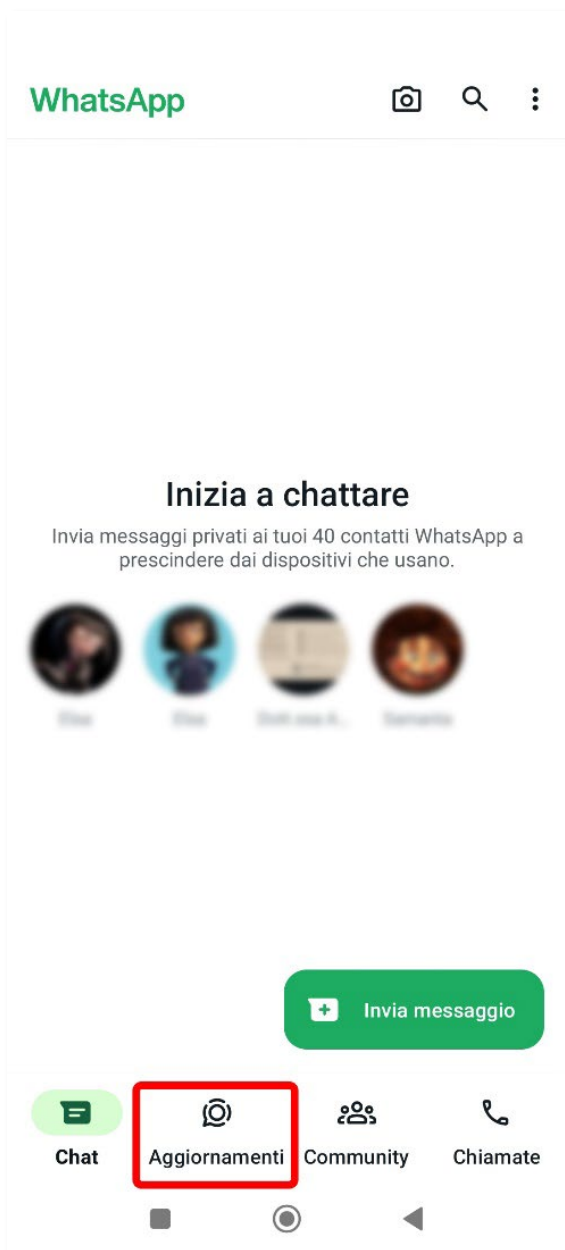 WhatsApp
Inizia a chattare
Invia messaggi privati ai tuoi 40 contatti WhatsApp a
prescindere dai dispositivi che usano.
Invia messaggio
Chat Aggiornamenti Community Chiamate